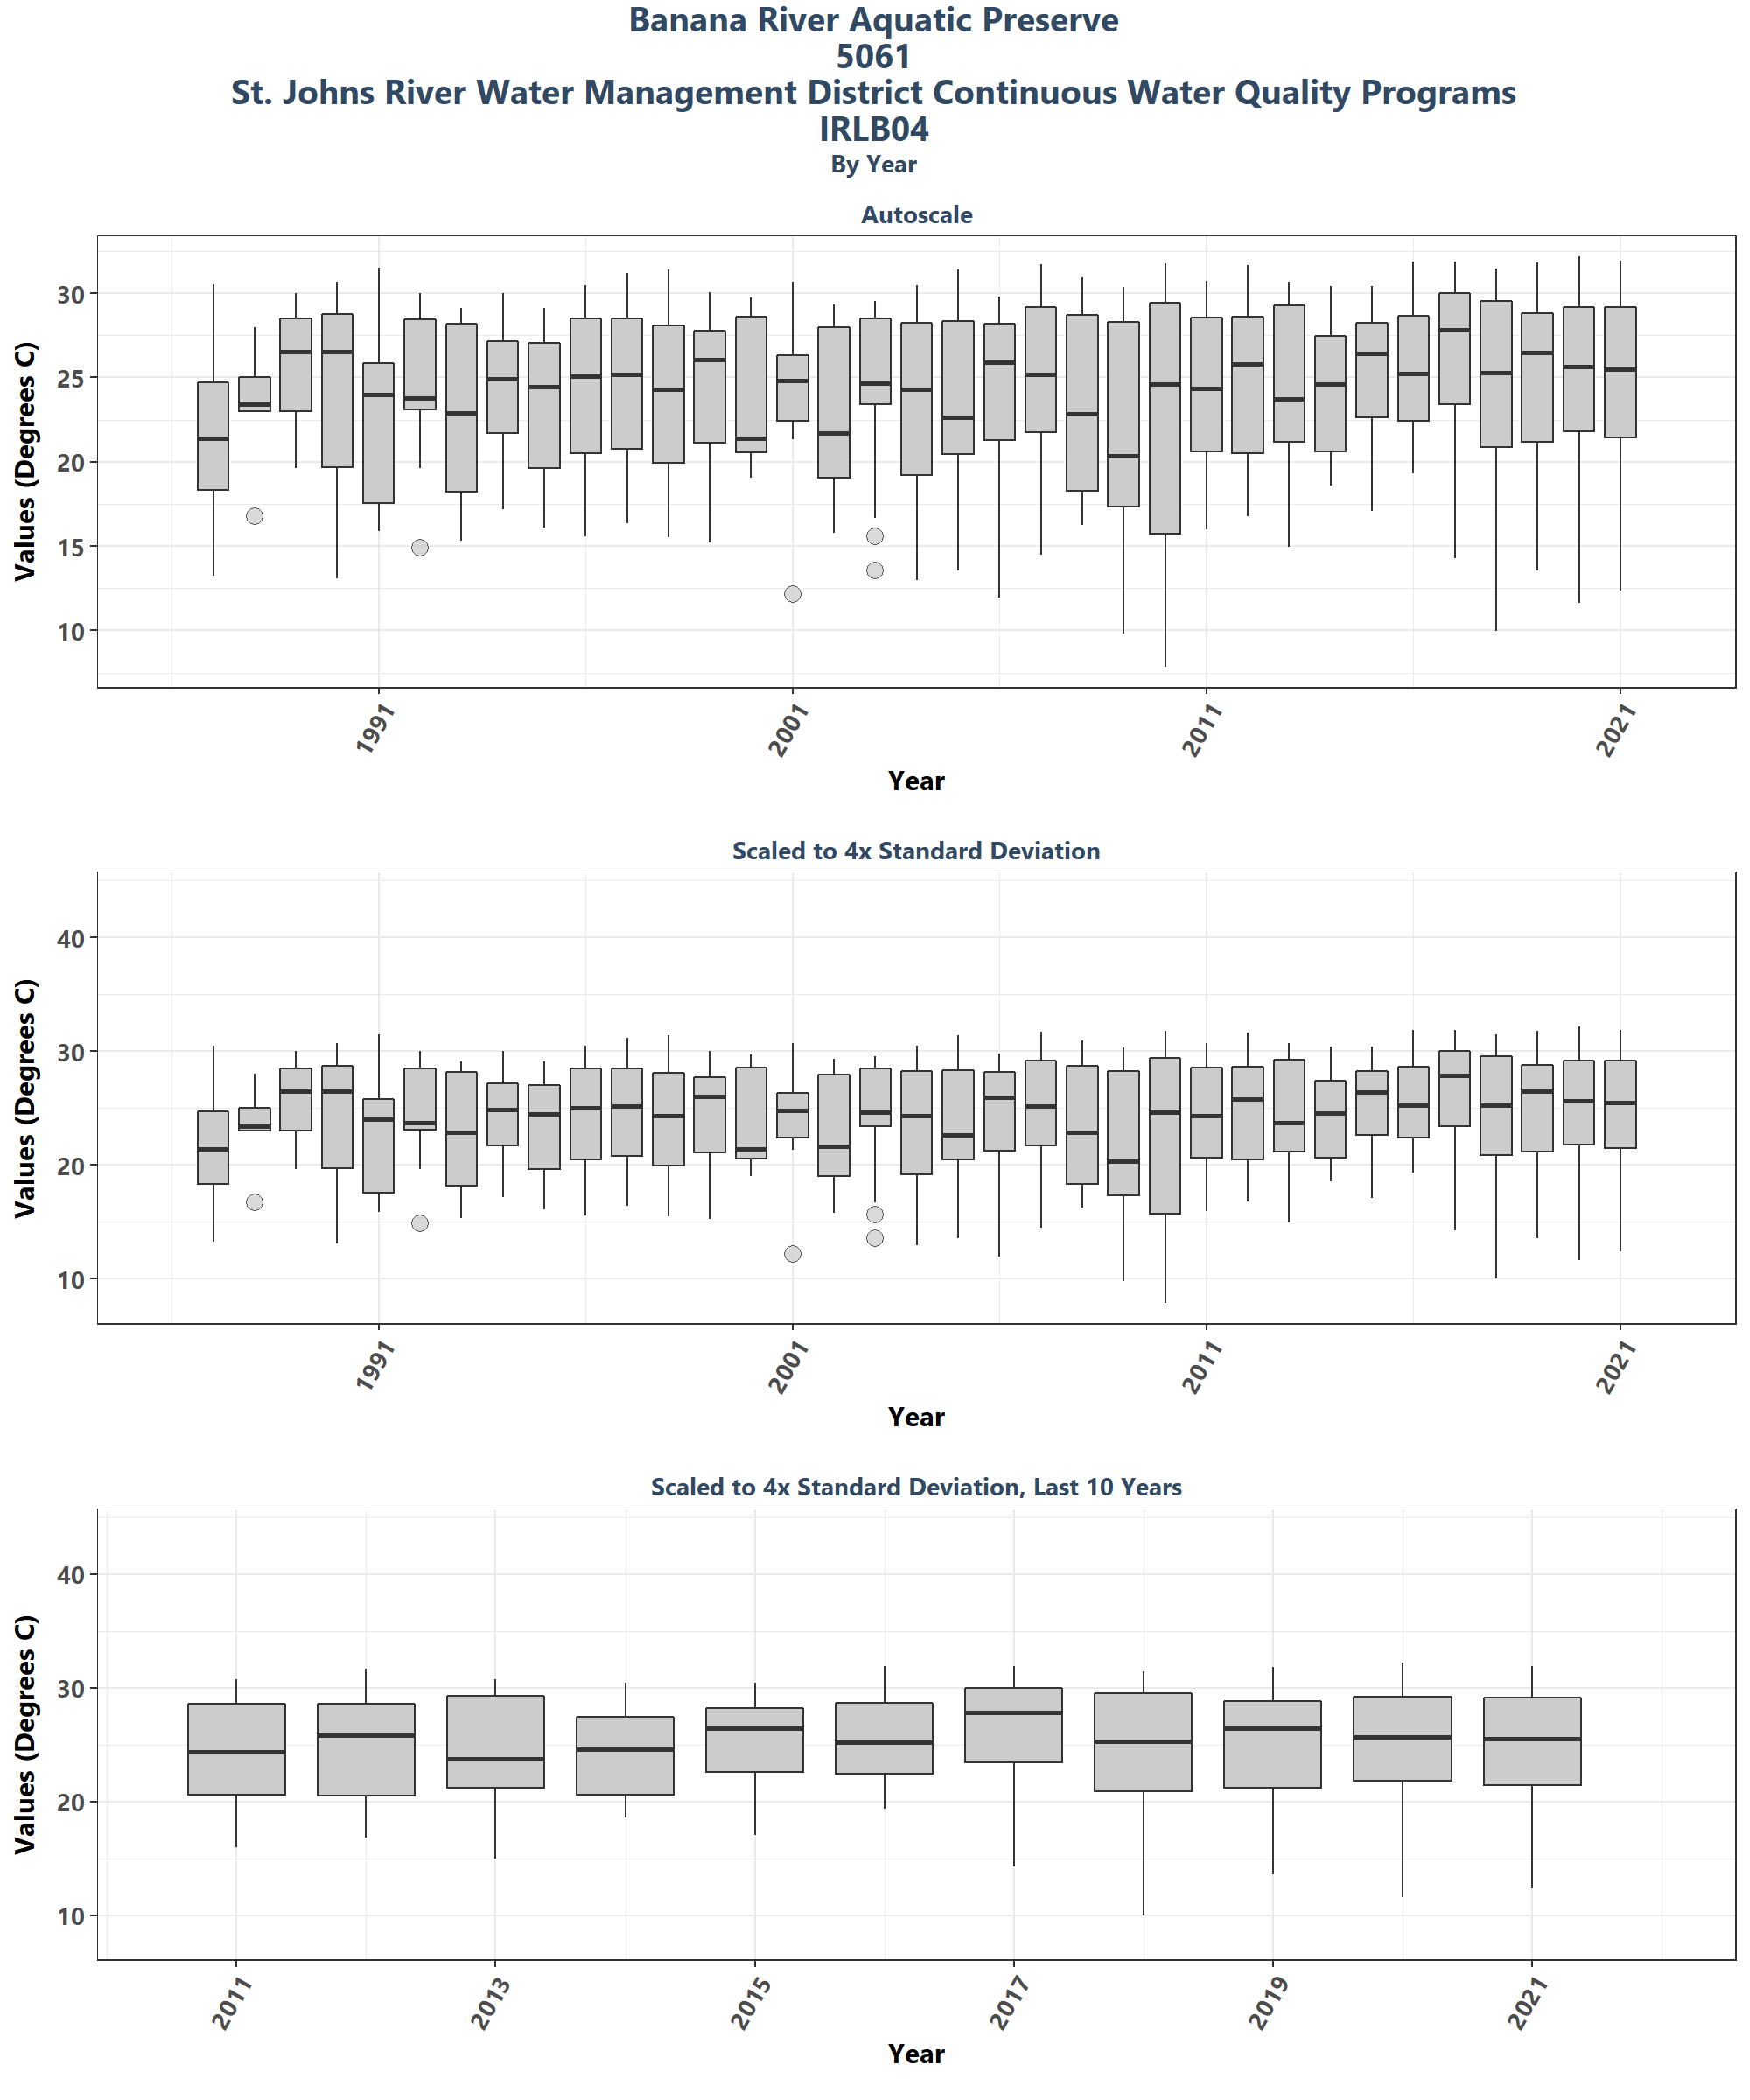 Banana River Aquatic Preserve
5061
St. Johns River Water Management District Continuous Water Quality Programs
IRLB04
By Year
Autoscale
Values (Degrees C)
30
25
20
15
10
1991
2001
2011
2021
Year
Scaled to 4x Standard Deviation
Values (Degrees C)
40
30
20
10
1991
2001
2011
2021
Year
Scaled to 4x Standard Deviation, Last 10 Years
Values (Degrees C)
40
30
20
10
2011
2013
2015
2017
2019
2021
Year